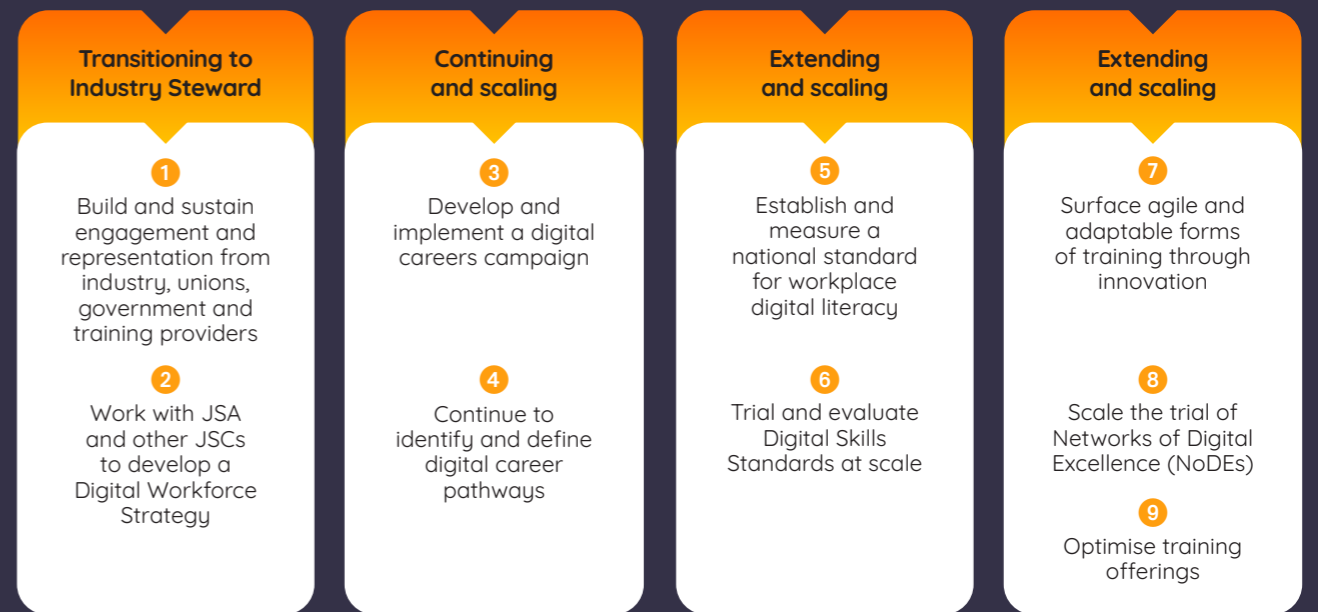 Transitioning to
Industry Steward
1
Build and sustain
engagement and
representation from
industry, unions,
government and
training providers
2
Work with JSA
and other JSCs
to develop a
Digital Workforce
Strategy
Continuing
and scaling
3
Develop and
implement a digital
careers campaign
4
Continue to
identify and define
digital career
pathways
Extending
and scaling
5
Establish and
measure a
national standard
for workplace
digital literacy
6
Trial and evaluate
Digital Skills
Standards at scale
Extending
and scaling
7
Surface agile and
adaptable forms
of training through
innovation
8
Scale the trial of
Networks of Digital
Excellence (NoDEs)
9
Optimise training
offerings